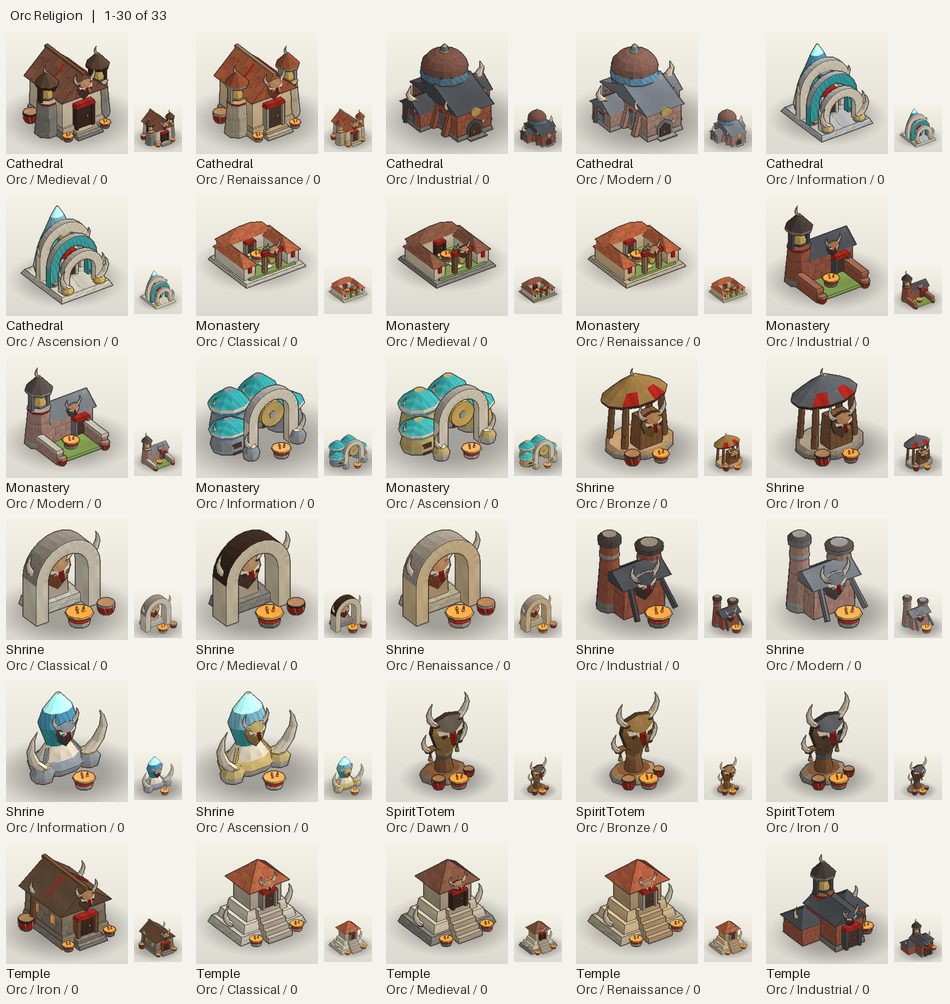 Orc Religion | 1-30 of 33
Cathedral
Orc / Medieval / 0
Cathedral
Orc / Renaissance / 0
Cathedral
Orc / Industrial / 0
Cathedral
Orc / Modern / 0
Cathedral
Orc / Information / 0
Cathedral
Orc / Ascension / 0
Monastery
Orc / Classical / 0
Monastery
Orc / Medieval / 0
Monastery
Orc / Renaissance / 0
Monastery
Orc / Industrial / 0
Monastery
Orc / Modern / 0
Monastery
Orc / Information / 0
Monastery
Orc / Ascension / 0
Shrine
Orc / Bronze / 0
Shrine
Orc / Iron / 0
Shrine
Orc / Classical / 0
Shrine
Orc / Medieval / 0
Shrine
Orc / Renaissance / 0
Shrine
Orc / Industrial / 0
Shrine
Orc / Modern / 0
Shrine
Orc / Information / 0
Shrine
Orc / Ascension / 0
SpiritTotem
Orc / Dawn / 0
SpiritTotem
Orc / Bronze / 0
SpiritTotem
Orc / Iron / 0
Temple
Orc / Iron / 0
Temple
Orc / Classical / 0
Temple
Orc / Medieval / 0
Temple
Orc / Renaissance / 0
Temple
Orc / Industrial / 0